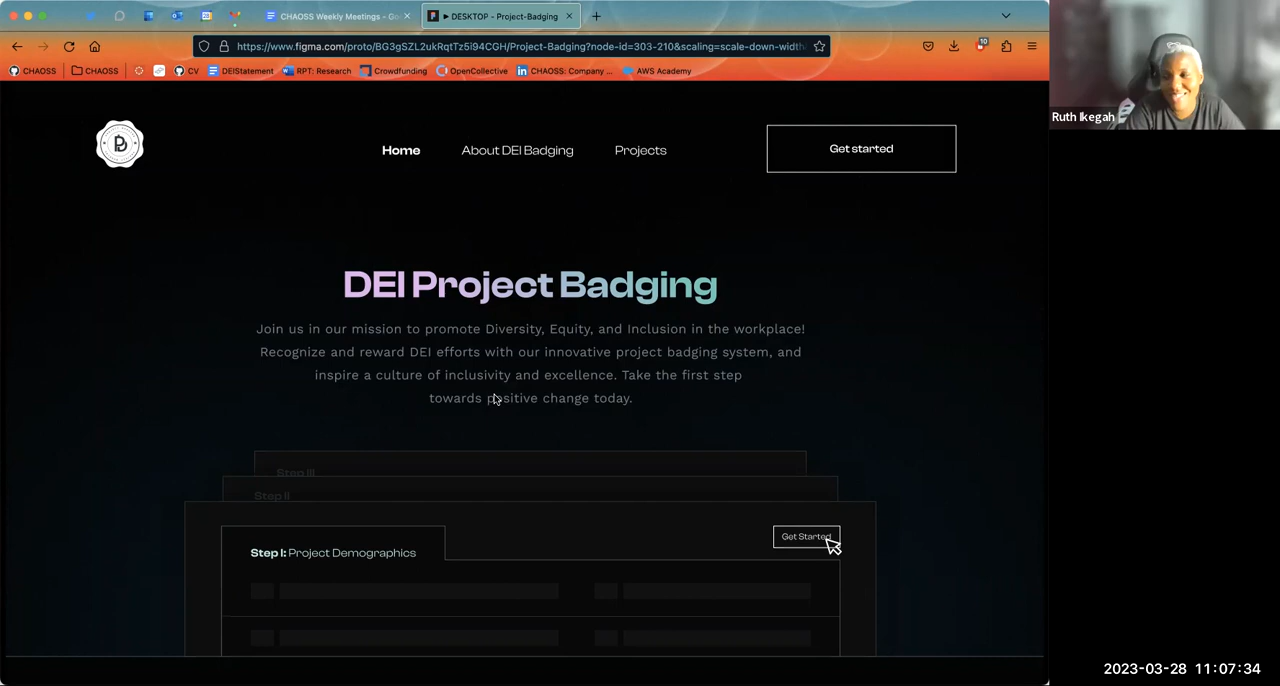 CHAOSS Weekly Meetings - Go
DESKTOP - Project-Badging
https://www.figma.com/proto/BG3gSZL2ukRqtTz5i94CGH/Project-Badging?node-id=303-210&scaling=scale-down-width
10
CHAOSS
CHAOSS
CV
DEIStatement
RPT: Research
Crowdfunding
OpenCollective
CHAOSS: Company ...
AWS Academy
Ruth Ikegah
Home
About DEI Badging
Projects
Get started
DEI Project Badging
Join us in our mission to promote Diversity, Equity, and Inclusion in the workplace!
Recognize and reward DEI efforts with our innovative project badging system, and
inspire a culture of inclusivity and excellence. Take the first step
towards positive change today.
Step III
Step II
Get Started
Step I: Project Demographics
2023-03-28 11:07:34